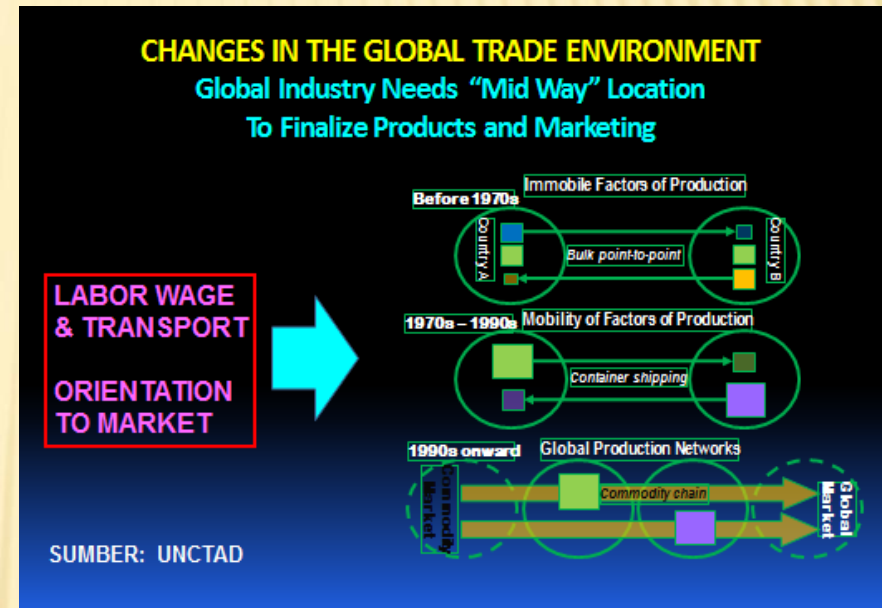 CHANGES IN THE GLOBAL TRADE ENVIRONMENT
Global Industry Needs “Mid Way” Location
To Finalize Products and Marketing
LABOR WAGE
& TRANSPORT
ORIENTATION
TO MARKET
Before 1970s
Immobile Factors of Production
Country A
Bulk point-to-point
Country B
1970s – 1990s
Mobility of Factors of Production
Container shipping
1990s onward
Global Production Networks
Commodity
Market
Commodity chain
Global
Market
SUMBER: UNCTAD